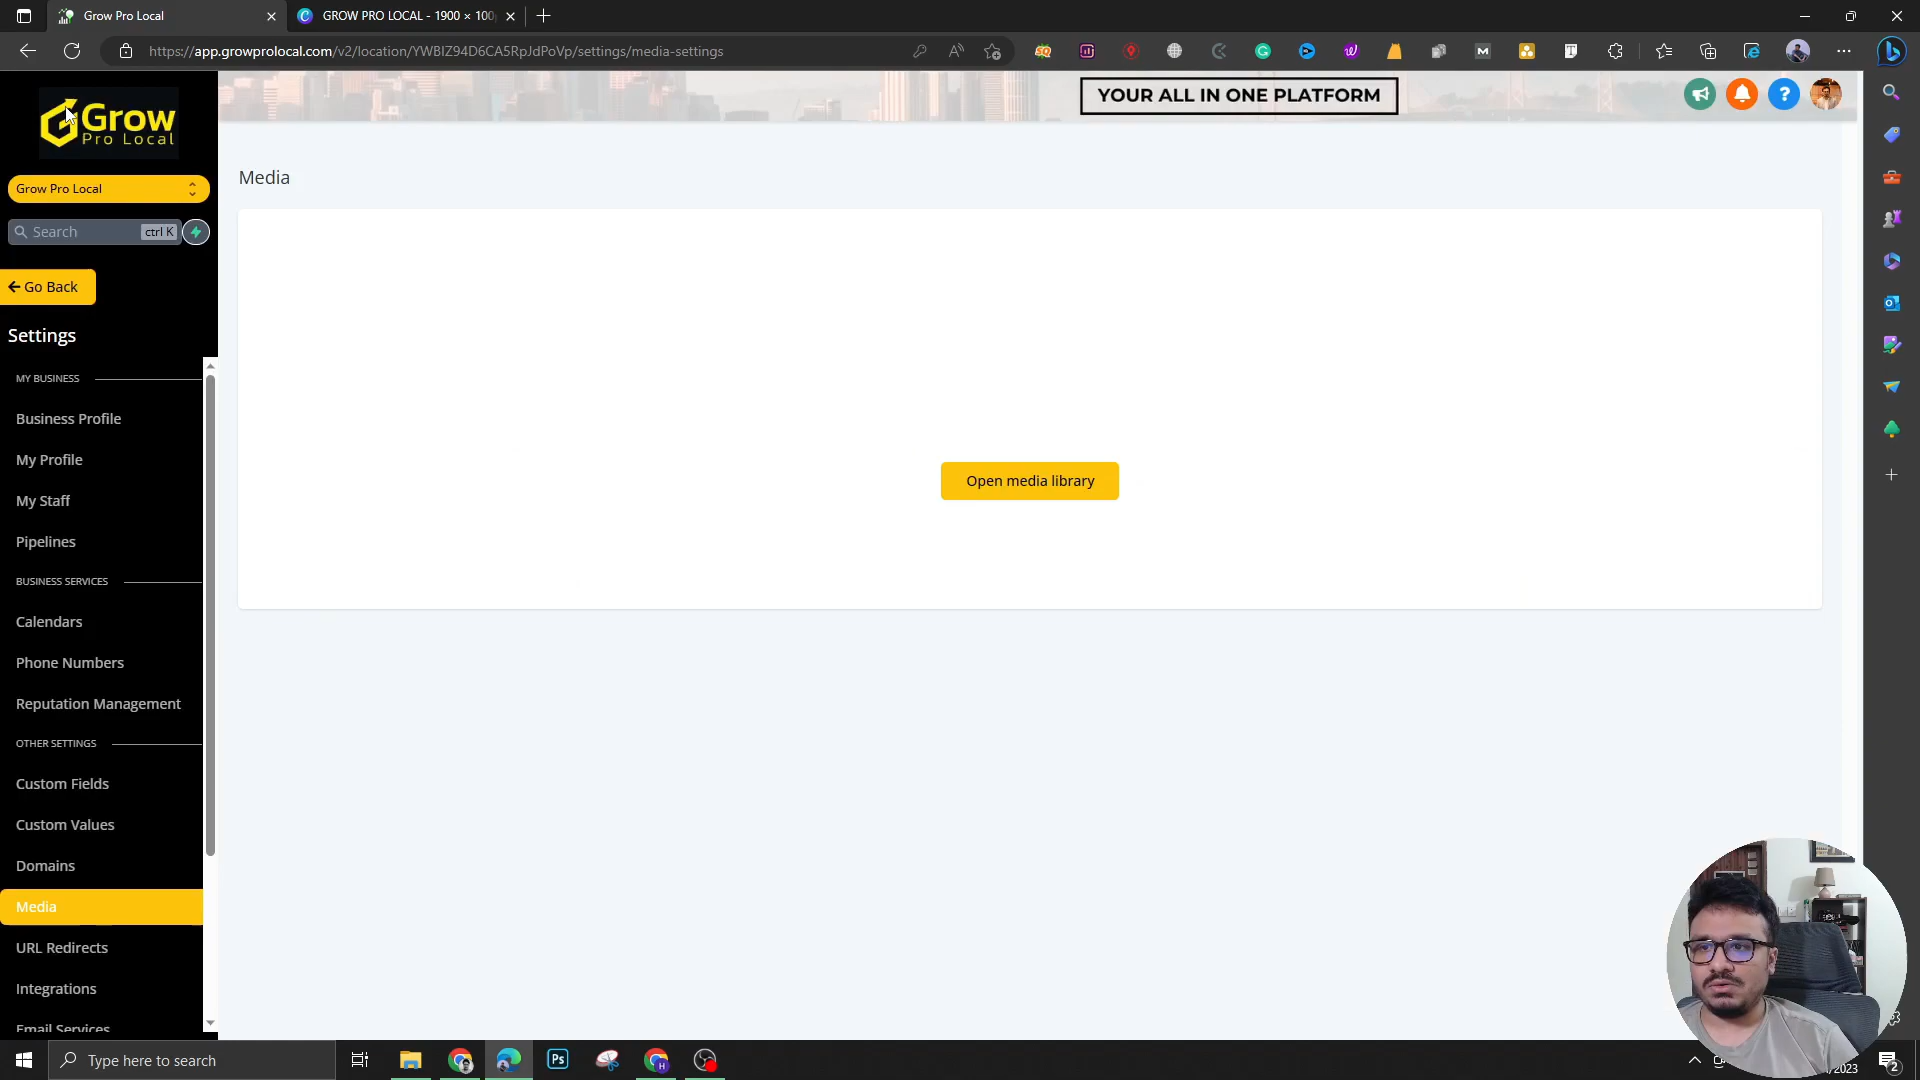 Grow Pro Local
GROW PRO LOCAL - 1900 × 100
https://app.growprolocal.com/v2/location/YWBIZ94D6CA5RpJdPoVp/settings/media-settings
Grow
Pro Local
YOUR ALL IN ONE PLATFORM
Grow Pro Local
Search ctrl K
Go Back
Settings
MY BUSINESS
Business Profile
My Profile
My Staff
Pipelines
BUSINESS SERVICES
Calendars
Phone Numbers
Reputation Management
OTHER SETTINGS
Custom Fields
Custom Values
Domains
Media
URL Redirects
Integrations
Email Services
Media
Open media library
Type here to search
Ps
/2023
2